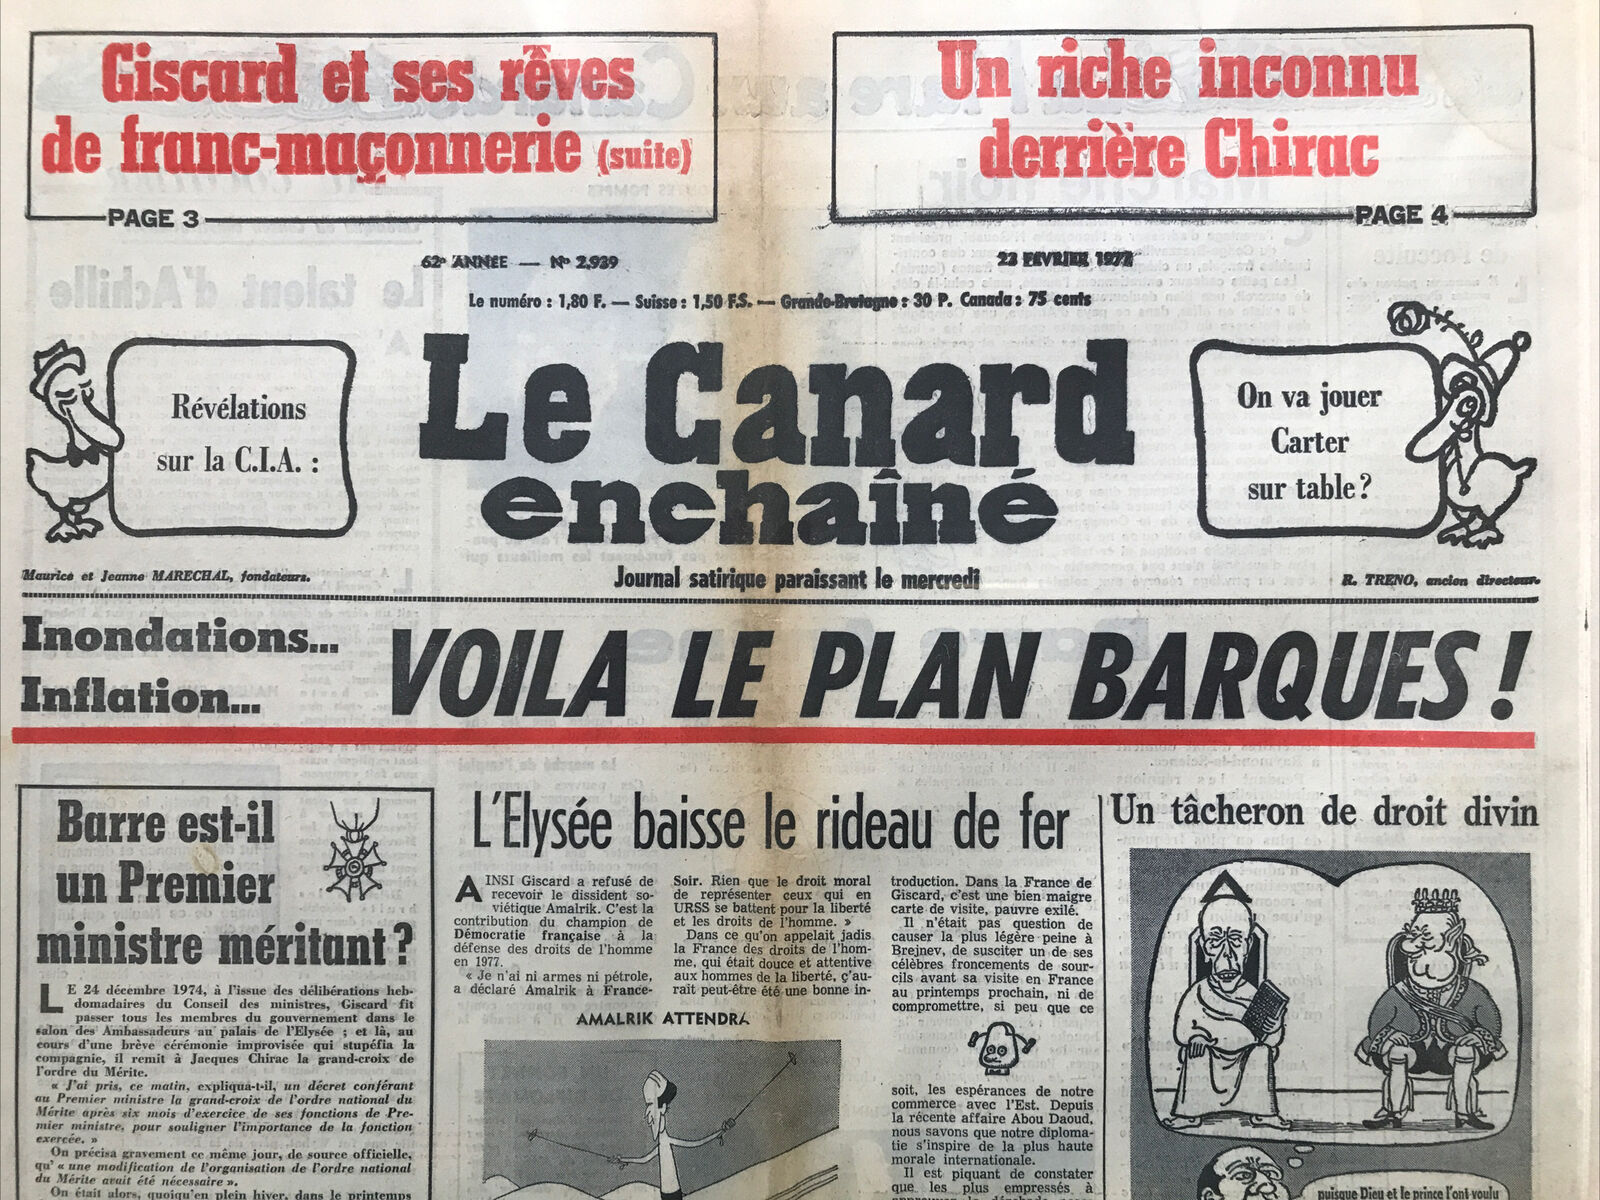 Giscard et ses rêves
de franc-maçonnerie (suite)
PAGE 3
Un riche inconnu
derrière Chirac
PAGE 4
62e ANNEE — No 2.939
23 FEVRIER 1977
Le numéro : 1,80 F. — Suisse : 1,50 F.S. — Grande-Bretagne : 30 P. Canada : 75 cents
Révélations
sur la C.I.A. :
Le Canard
enchaîné
On va jouer
Carter
sur table ?
Maurice et Jeanne MARECHAL, fondateurs.
Journal satirique paraissant le mercredi
R. TRENO, ancien directeur.
Inondations...
Inflation...
VOILA LE PLAN BARQUES !
Barre est-il
un Premier
ministre méritant ?
LE 24 décembre 1974, à l'issue des délibérations heb-
domadaires du Conseil des ministres, Giscard fit
passer tous les membres du gouvernement dans le
salon des Ambassadeurs au palais de l'Elysée ; et là, au
cours d'une brève cérémonie improvisée qui stupéfia la
compagnie, il remit à Jacques Chirac la grand-croix de
l'ordre du Mérite.
« J'ai pris, ce matin, expliqua-t-il, un décret conférant
au Premier ministre la grand-croix de l'ordre national du
Mérite après six mois d'exercice de ses fonctions de Pre-
mier ministre, pour souligner l'importance de la fonction
exercée. »
On précisa gravement ce même jour, de source officielle,
qu'« une modification de l'organisation de l'ordre national
du Mérite avait été nécessaire ».
On était alors, quoiqu'en plein hiver, dans le printemps
L'Elysée baisse le rideau de fer
AINSI Giscard a refusé de
recevoir le dissident so-
viétique Amalrik. C'est la
contribution du champion de
Démocratie française à la
défense des droits de l'homme
en 1977.
« Je n'ai ni armes ni pétrole,
a déclaré Amalrik à France-
Soir. Rien que le droit moral
de représenter ceux qui en
URSS se battent pour la liberté
et les droits de l'homme. »
Dans ce qu'on appelait jadis
la France des droits de l'hom-
me, qui était douce et attentive
aux hommes de la liberté, ç'au-
rait peut-être été une bonne in-
troduction. Dans la France de
Giscard, c'est une bien maigre
carte de visite, pauvre exilé.
Il n'était pas question de
causer la plus légère peine à
Brejnev, de susciter un de ses
célèbres froncements de sour-
cils avant sa visite en France
au printemps prochain, ni de
compromettre, si peu que ce
soit, les espérances de notre
commerce avec l'Est. Depuis
la récente affaire Abou Daoud,
nous savons que notre diploma-
tie s'inspire de la plus haute
morale internationale.
Il est piquant de constater
que les plus empressés à
AMALRIK ATTENDRA
Un tâcheron de droit divin
puisque Dieu et le prince l'ont voulu